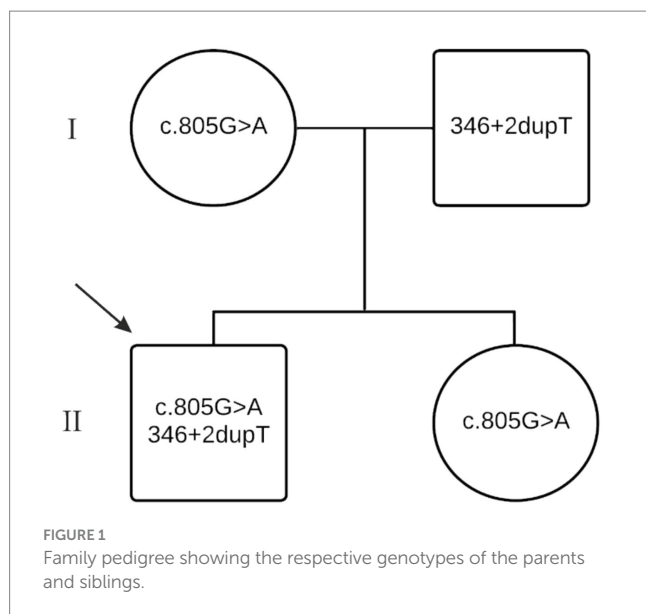 I
c.805G>A
346+2dupT
II
c.805G>A
346+2dupT
c.805G>A
FIGURE 1
Family pedigree showing the respective genotypes of the parents
and siblings.